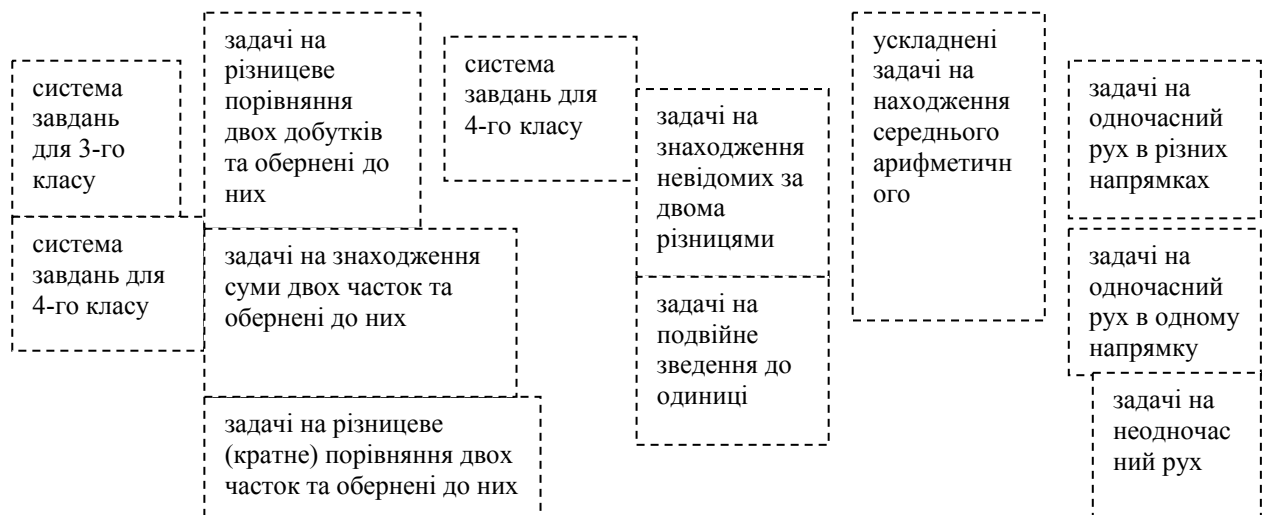 система
завдань
для 3-го
класу
система
завдань для
4-го класу
задачі на
різницеве
порівняння
двох добутків
та обернені до
них
задачі на знаходження
суми двох часток та
обернені до них
задачі на різницеве
(кратне) порівняння двох
часток та обернені до них
система
завдань для
4-го класу
задачі на
знаходження
невідомих за
двома
різницями
задачі на
подвійне
зведення до
одиниці
ускладнені
задачі на
находження
середнього
арифметичн
ого
задачі на
одночасний
рух в різних
напрямках
задачі на
одночасний
рух в одному
напрямку
задачі на
неодночас
ний рух